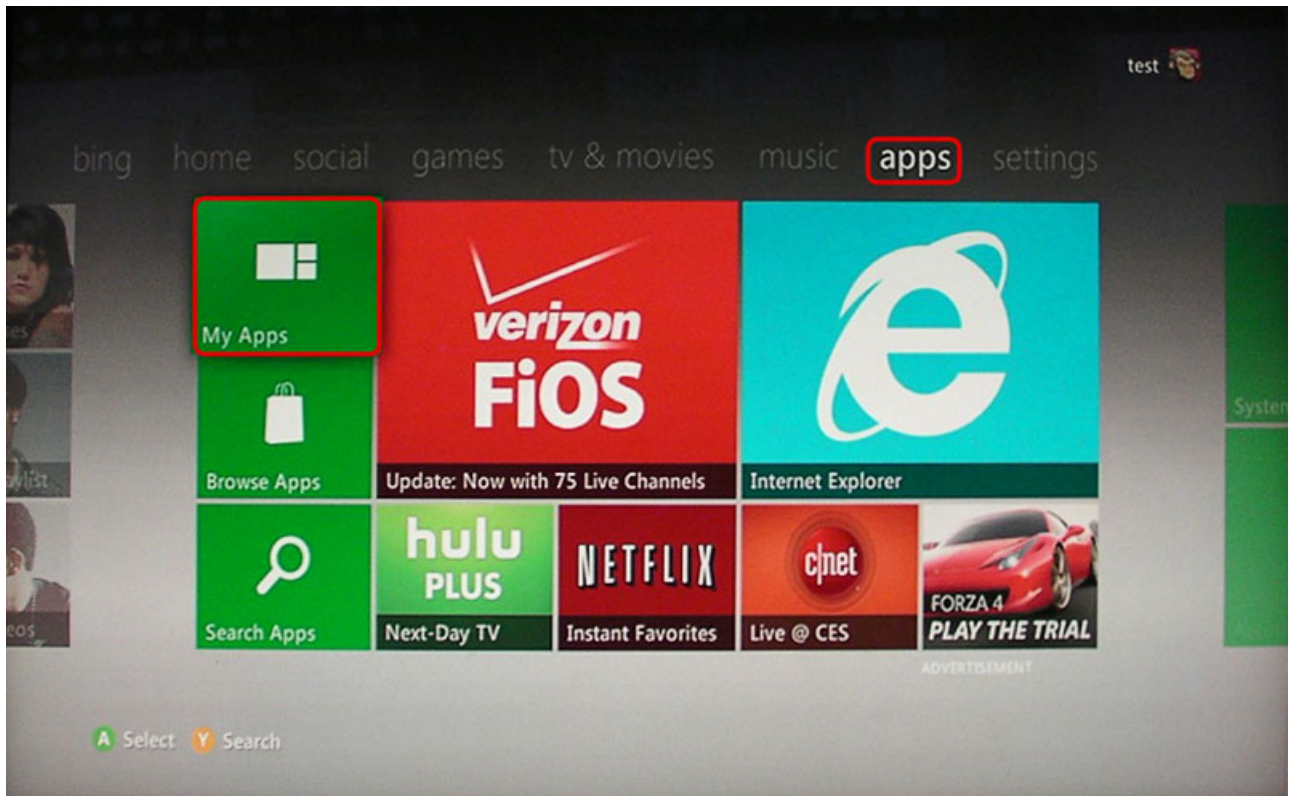 test
bing home social games tv & movies music apps settings
My Apps
verizon
FiOS
Update: Now with 75 Live Channels
Internet Explorer
Browse Apps
hulu
PLUS
Next-Day TV
NETFLIX
Instant Favorites
c|net
Live @ CES
FORZA 4
PLAY THE TRIAL
ADVERTISEMENT
Search Apps
System
A Select Y Search